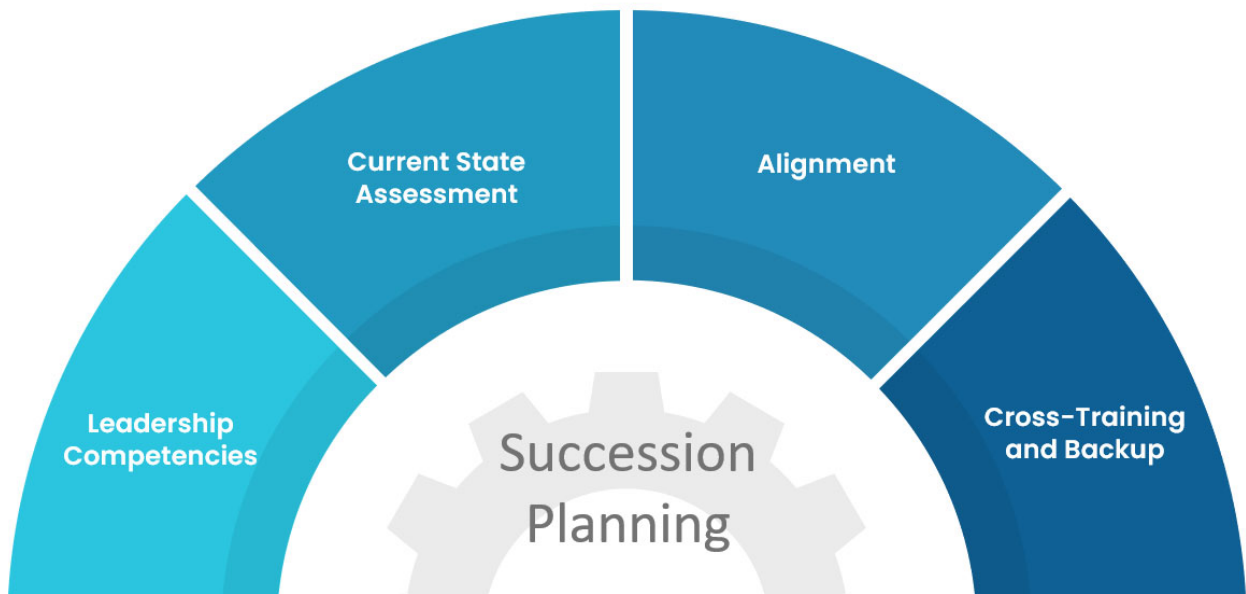 Current State
Assessment
Alignment
Leadership
Competencies
Cross-Training
and Backup
Succession
Planning